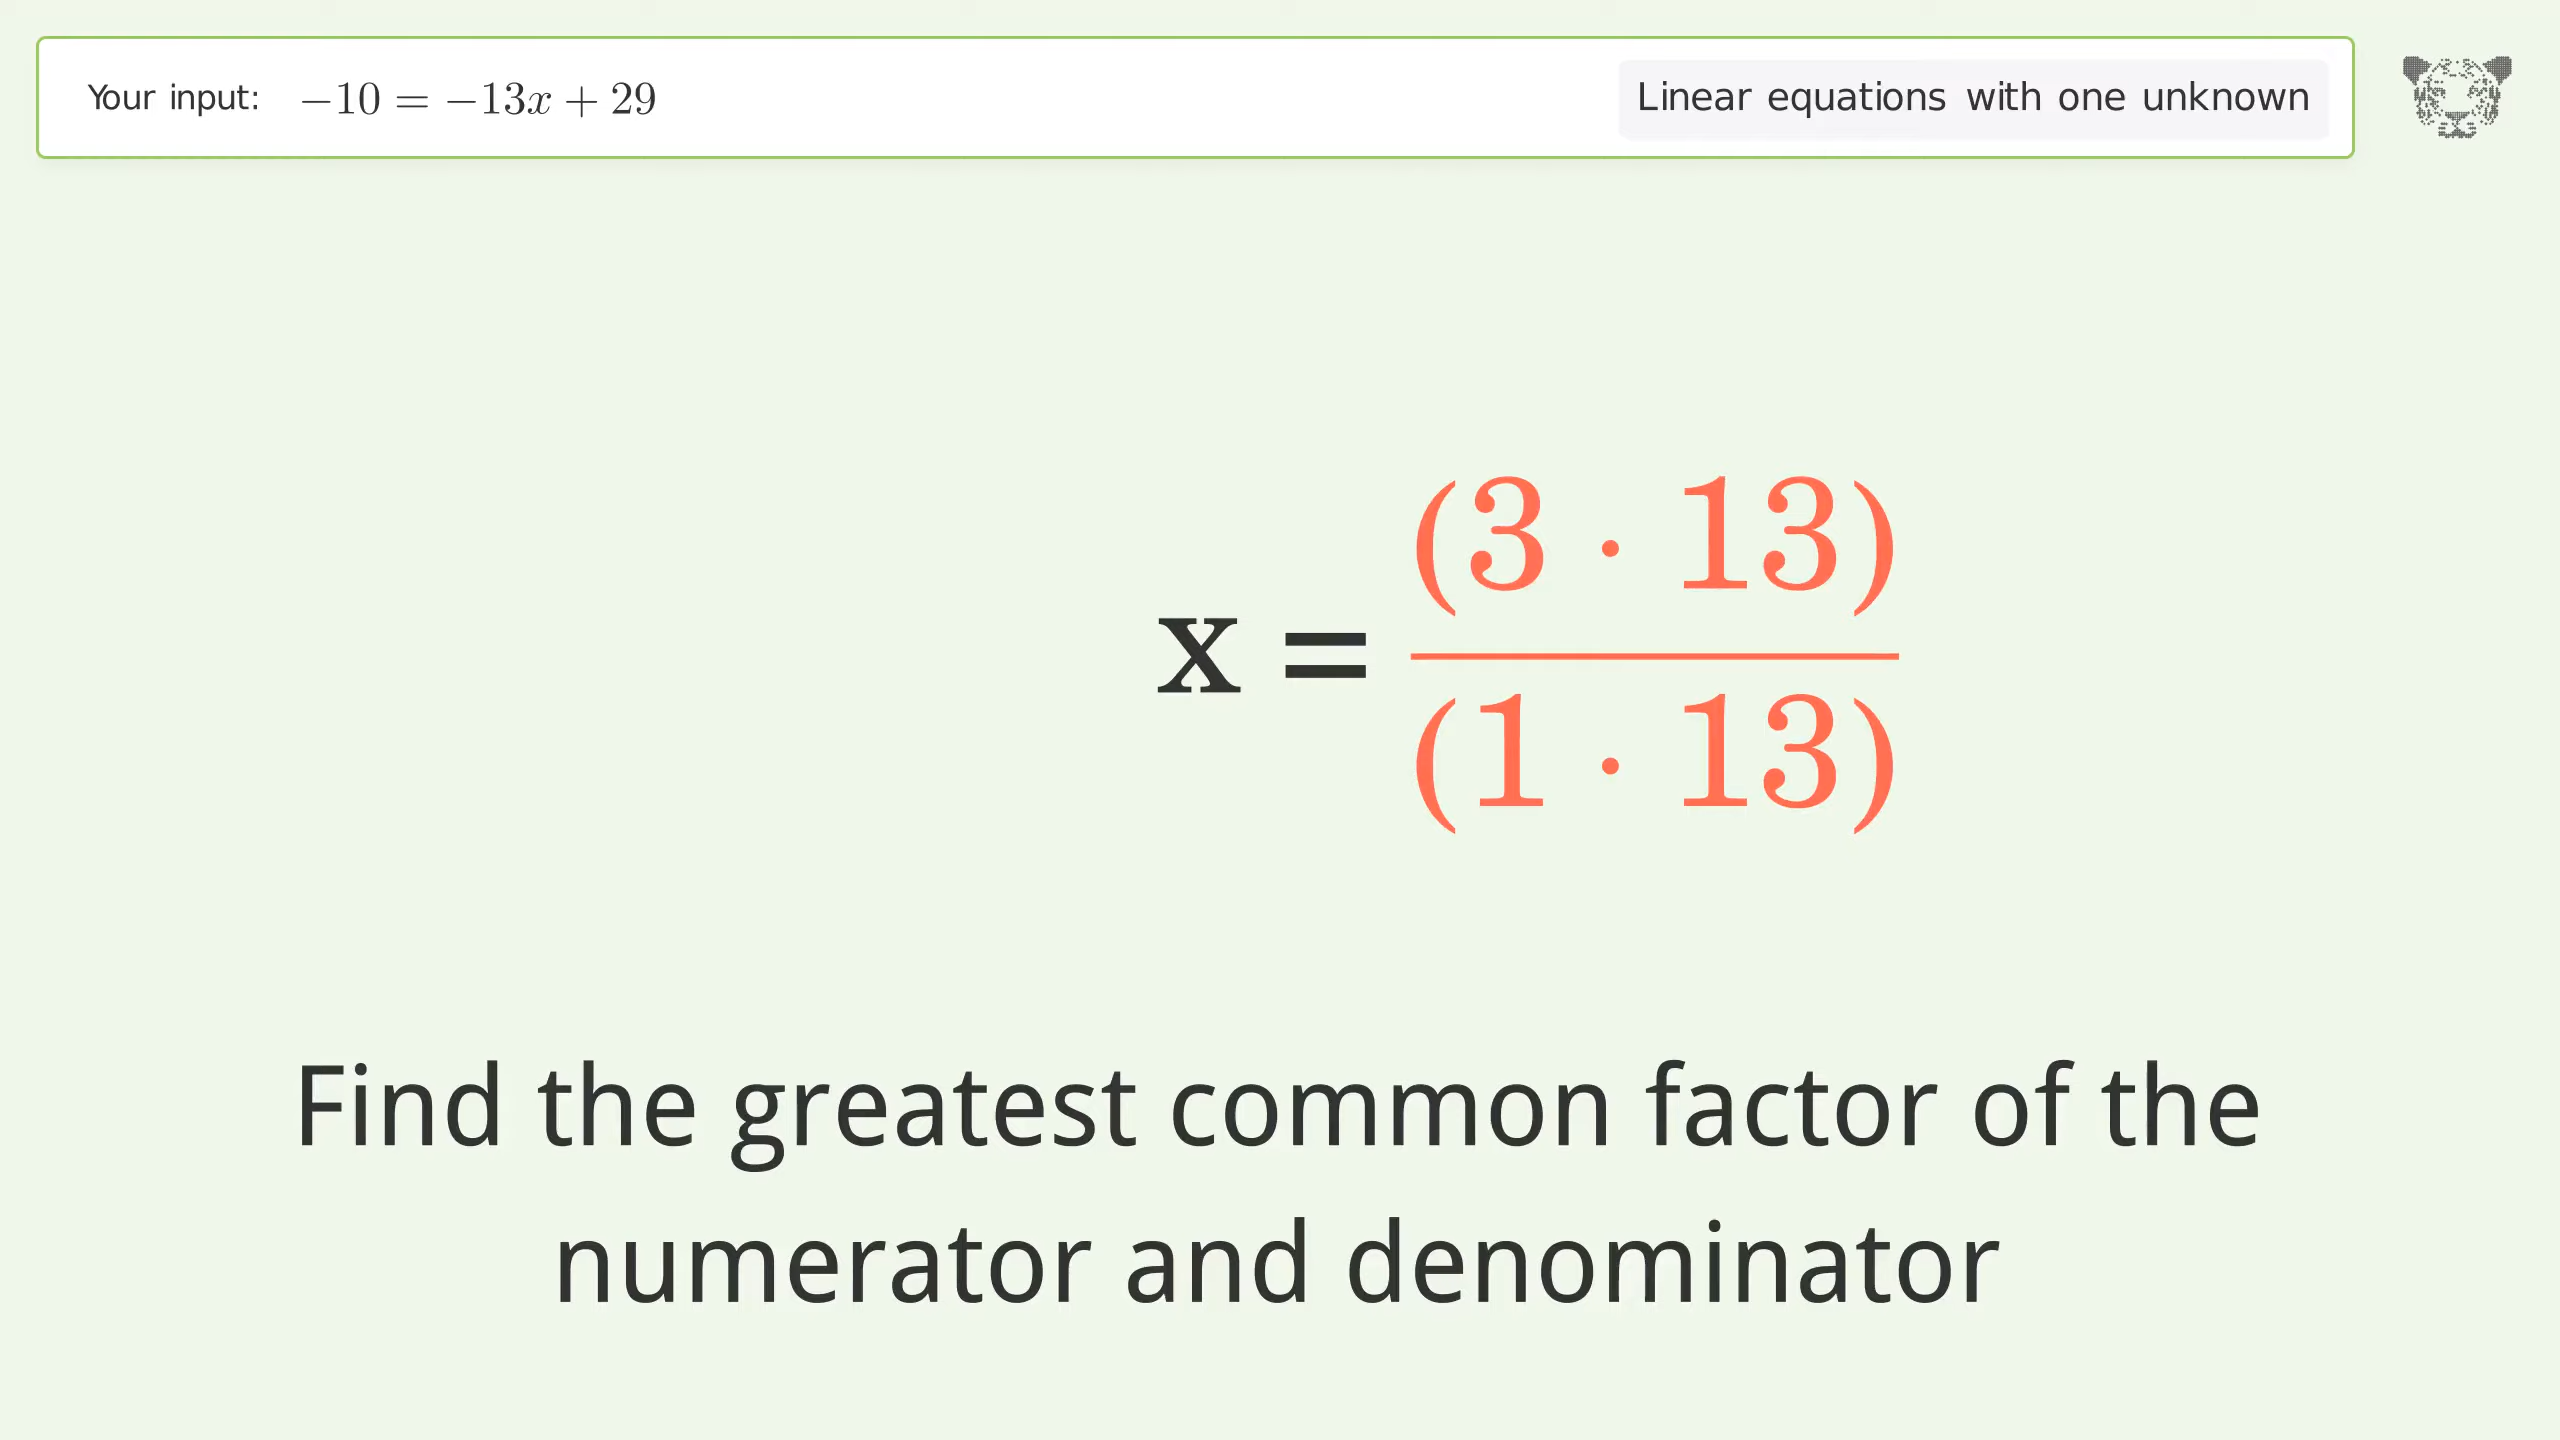 Your input: −10 = −13x + 29
Linear equations with one unknown
x = (3 · 13) / (1 · 13)
Find the greatest common factor of the
numerator and denominator